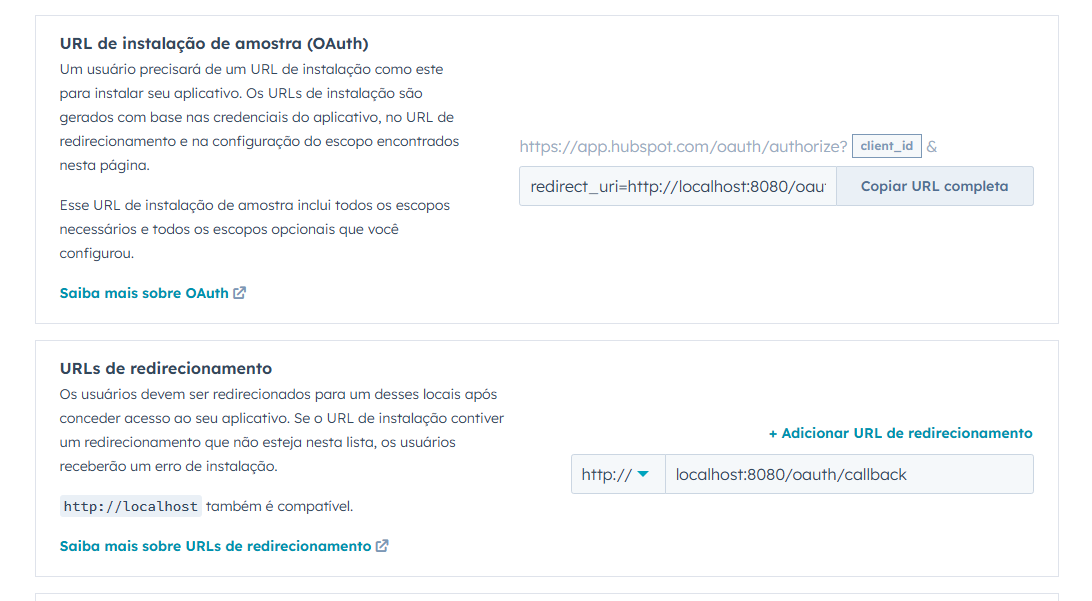 URL de instalação de amostra (OAuth)
Um usuário precisará de um URL de instalação como este
para instalar seu aplicativo. Os URLs de instalação são
gerados com base nas credenciais do aplicativo, no URL de
redirecionamento e na configuração do escopo encontrados
nesta página.
Esse URL de instalação de amostra inclui todos os escopos
necessários e todos os escopos opcionais que você
configurou.
Saiba mais sobre OAuth
https://app.hubspot.com/oauth/authorize? client_id &
redirect_uri=http://localhost:8080/oau Copiar URL completa
URLs de redirecionamento
Os usuários devem ser redirecionados para um desses locais após
conceder acesso ao seu aplicativo. Se o URL de instalação contiver
um redirecionamento que não esteja nesta lista, os usuários
receberão um erro de instalação.
http://localhost também é compatível.
Saiba mais sobre URLs de redirecionamento
+ Adicionar URL de redirecionamento
http:// localhost:8080/oauth/callback